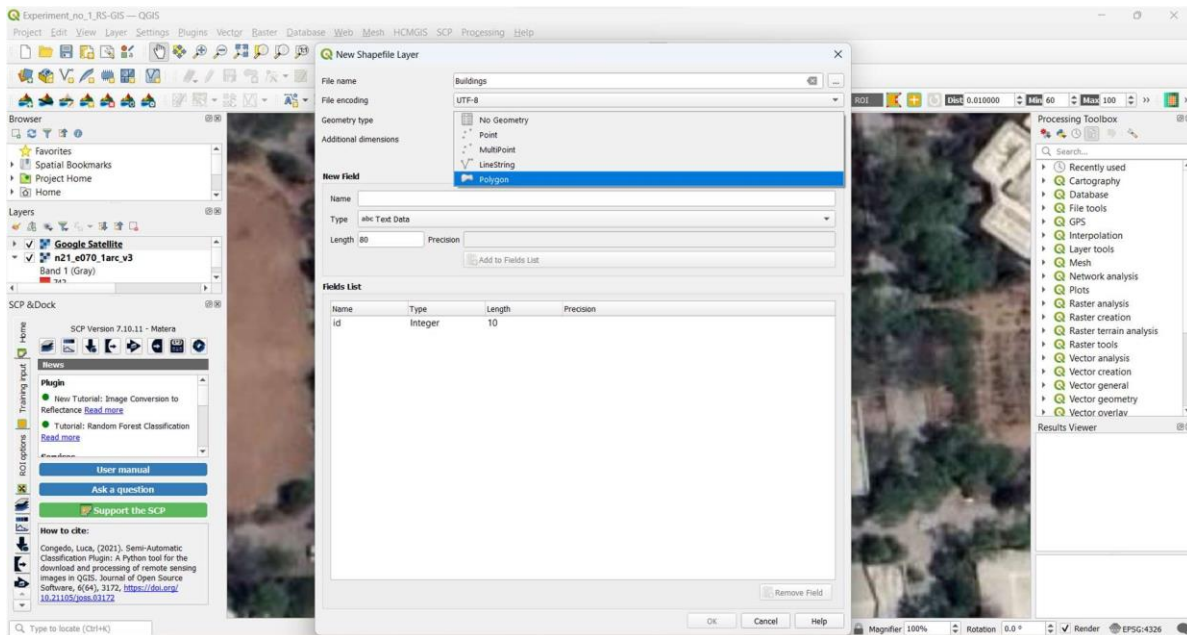 Experiment_no_1_RS-GIS — QGIS
Project Edit View Layer Settings Plugins Vector Raster Database Web Mesh HCMGIS SCP Processing Help
New Shapefile Layer
File name Buildings
File encoding UTF-8
Geometry type
No Geometry
Point
MultiPoint
LineString
Polygon
Additional dimensions
New Field
Name
Type abc Text Data
Length 80 Precision
Add to Fields List
Fields List
Name Type Length Precision
id Integer 10
Remove Field
OK Cancel Help
Browser
Favorites
Spatial Bookmarks
Project Home
Home
Layers
Google Satellite
n21_e070_1arc_v3
Band 1 (Gray)
SCP & Dock
Home
Training input
ROI options
SCP Version 7.10.11 - Matera
News
Plugin
New Tutorial: Image Conversion to
Reflectance Read more
Tutorial: Random Forest Classification
Read more
User manual
Ask a question
Support the SCP
How to cite:
Congedo, Luca, (2021). Semi-Automatic
Classification Plugin: A Python tool for the
download and processing of remote sensing
images in QGIS. Journal of Open Source
Software, 6(64), 3172, https://doi.org/
10.21105/joss.03172
ROI Dist 0.010000 Min 60 Max 100
Processing Toolbox
Search...
Recently used
Cartography
Database
File tools
GPS
Interpolation
Layer tools
Mesh
Network analysis
Plots
Raster analysis
Raster creation
Raster terrain analysis
Raster tools
Vector analysis
Vector creation
Vector general
Vector geometry
Vector overlay
Results Viewer
Type to locate (Ctrl+K)
Magnifier 100% Rotation 0.0 ° Render EPSG:4326